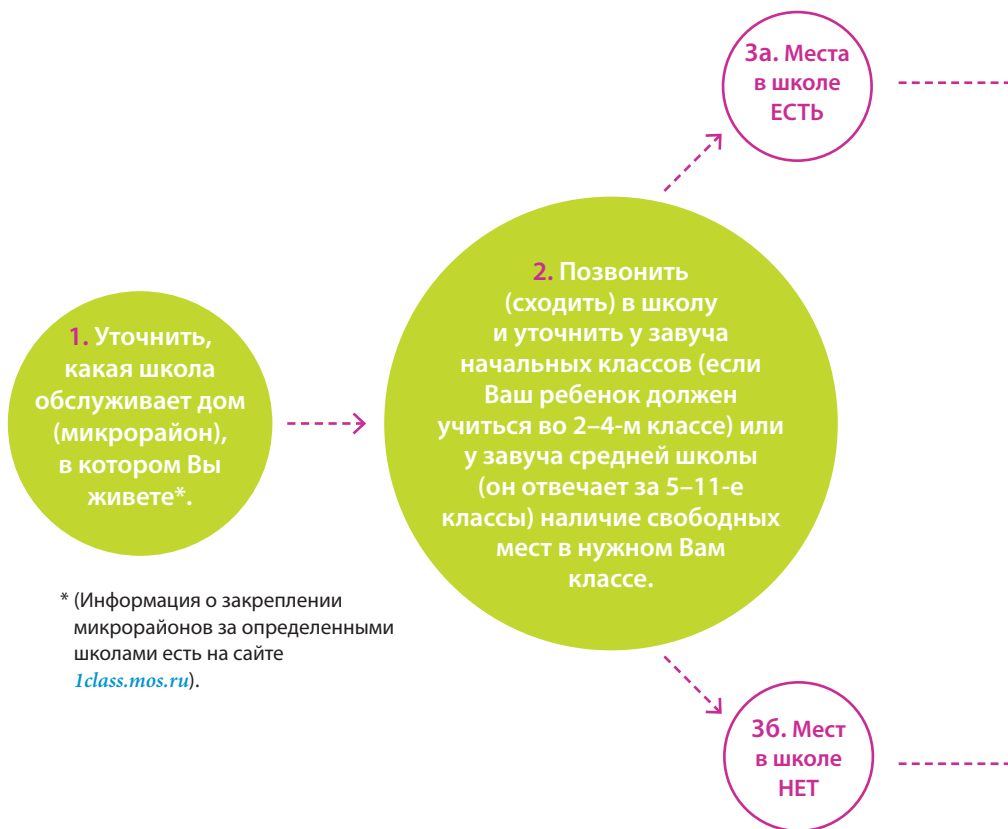 3а. Места
в школе
ЕСТЬ
2. Позвонить
(сходить) в школу
и уточнить у завуча
начальных классов (если
Ваш ребенок должен
учиться во 2–4-м классе) или
у завуча средней школы
(он отвечает за 5–11-е
классы) наличие свободных
мест в нужном Вам
классе.
1. Уточнить,
какая школа
обслуживает дом
(микрорайон),
в котором Вы
живете*.
* (Информация о закреплении
микрорайонов за определенными
школами есть на сайте
1class.mos.ru).
3б. Мест
в школе
НЕТ